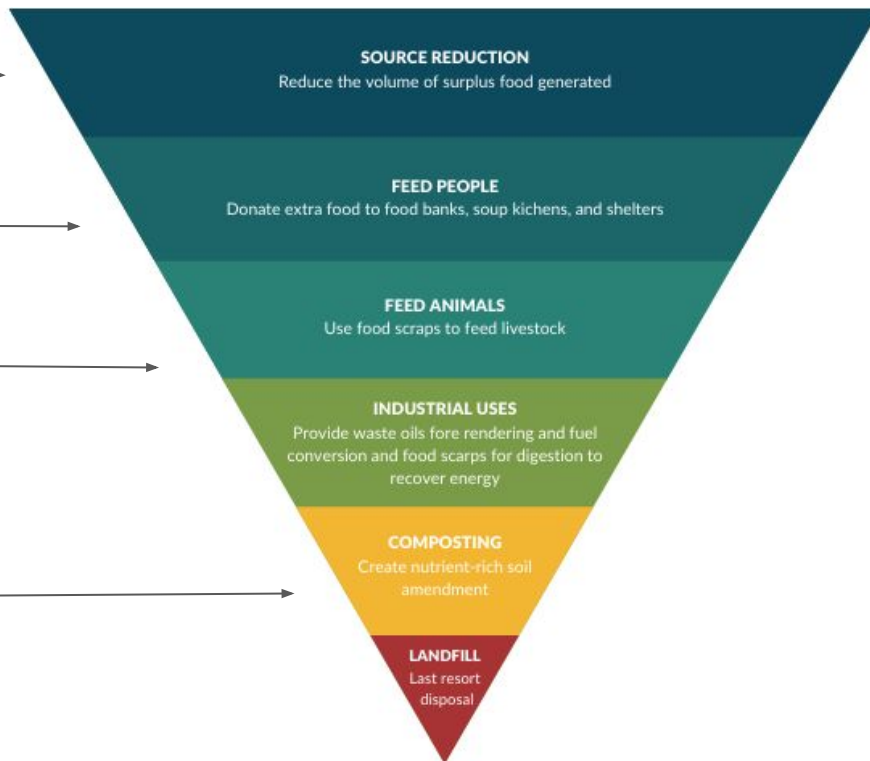 SOURCE REDUCTION
Reduce the volume of surplus food generated
FEED PEOPLE
Donate extra food to food banks, soup kichens, and shelters
FEED ANIMALS
Use food scraps to feed livestock
INDUSTRIAL USES
Provide waste oils fore rendering and fuel
conversion and food scarps for digestion to
recover energy
COMPOSTING
Create nutrient-rich soil
amendment
LANDFILL
Last resort
disposal